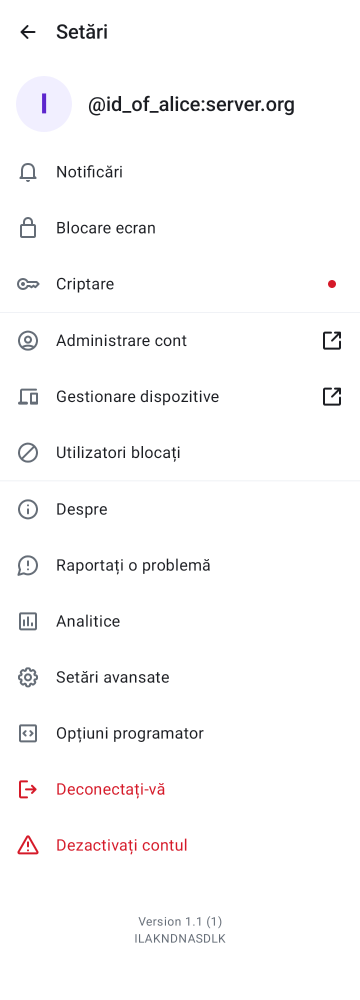 Setări
I
@id_of_alice:server.org
Notificări
Blocare ecran
Criptare
Administrare cont
Gestionare dispozitive
Utilizatori blocați
Despre
Raportați o problemă
Analitice
Setări avansate
Opțiuni programator
Deconectați-vă
Dezactivați contul
Version 1.1 (1)
ILAKNDNASDLK